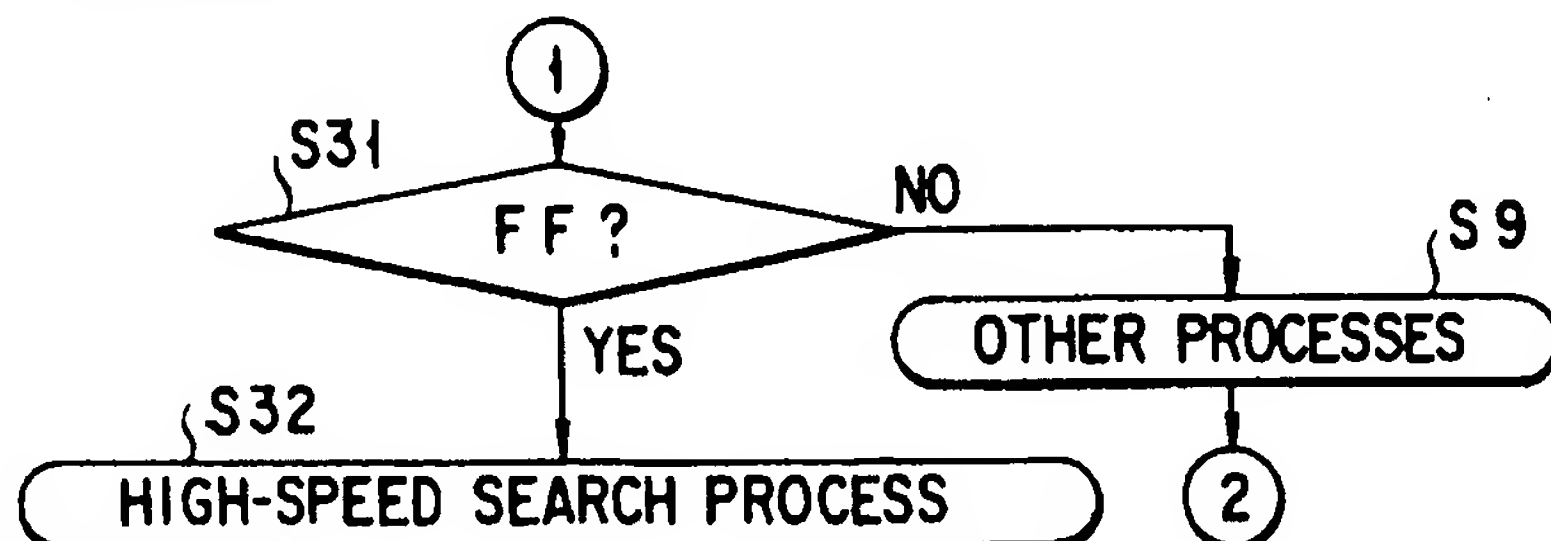 1
S31
FF?
NO
S9
YES
OTHER PROCESSES
S32
HIGH-SPEED SEARCH PROCESS
2